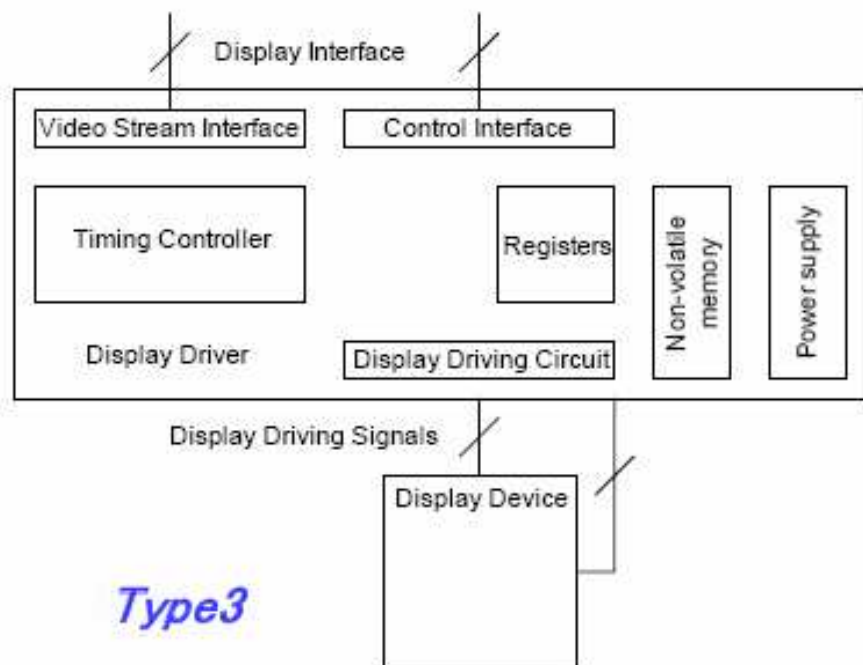 Display Interface
Video Stream Interface
Control Interface
Timing Controller
Registers
Non-volatile
memory
Power supply
Display Driver
Display Driving Circuit
Display Driving Signals
Display Device
Type3